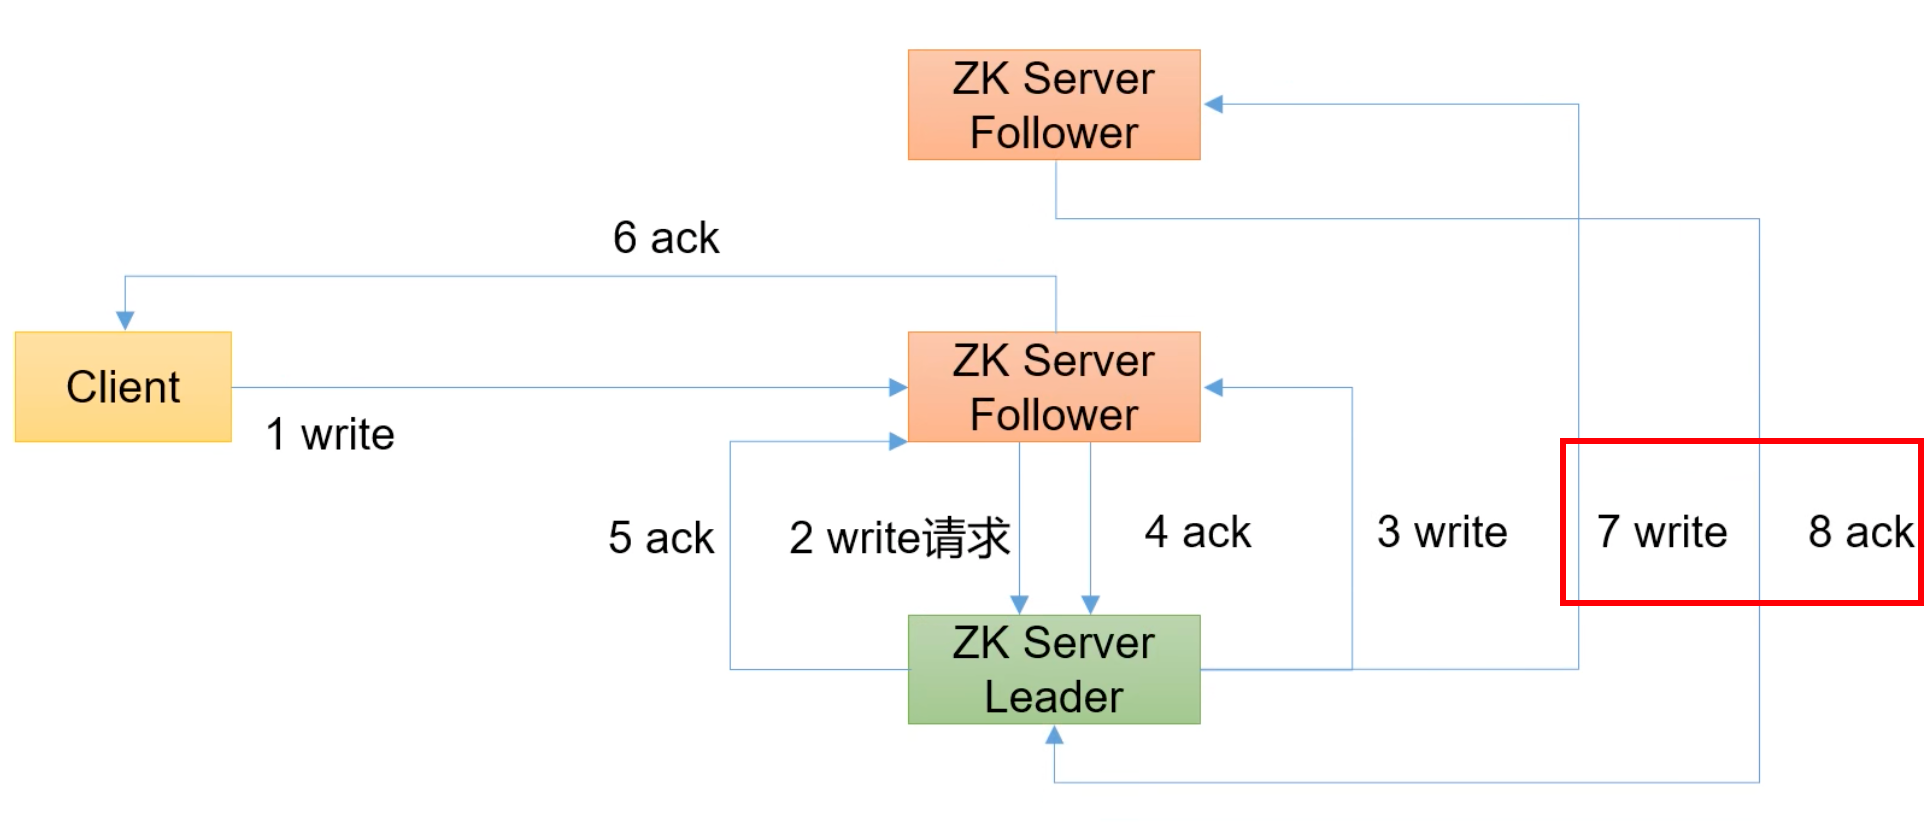 ZK Server
Follower
6 ack
Client
1 write
ZK Server
Follower
5 ack
2 write请求
4 ack
3 write
7 write
8 ack
ZK Server
Leader